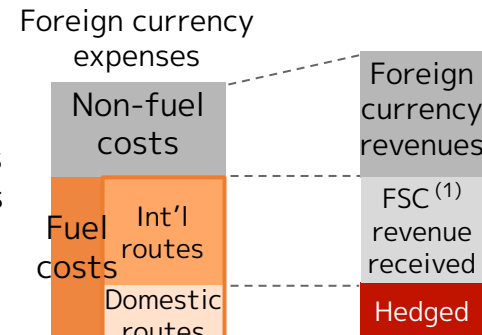 Foreign currency
expenses
Non-fuel
costs
Fuel
costs
Int'l
routes
Domestic
routes
Foreign
currency
revenues
FSC (1)
revenue
received
Hedged